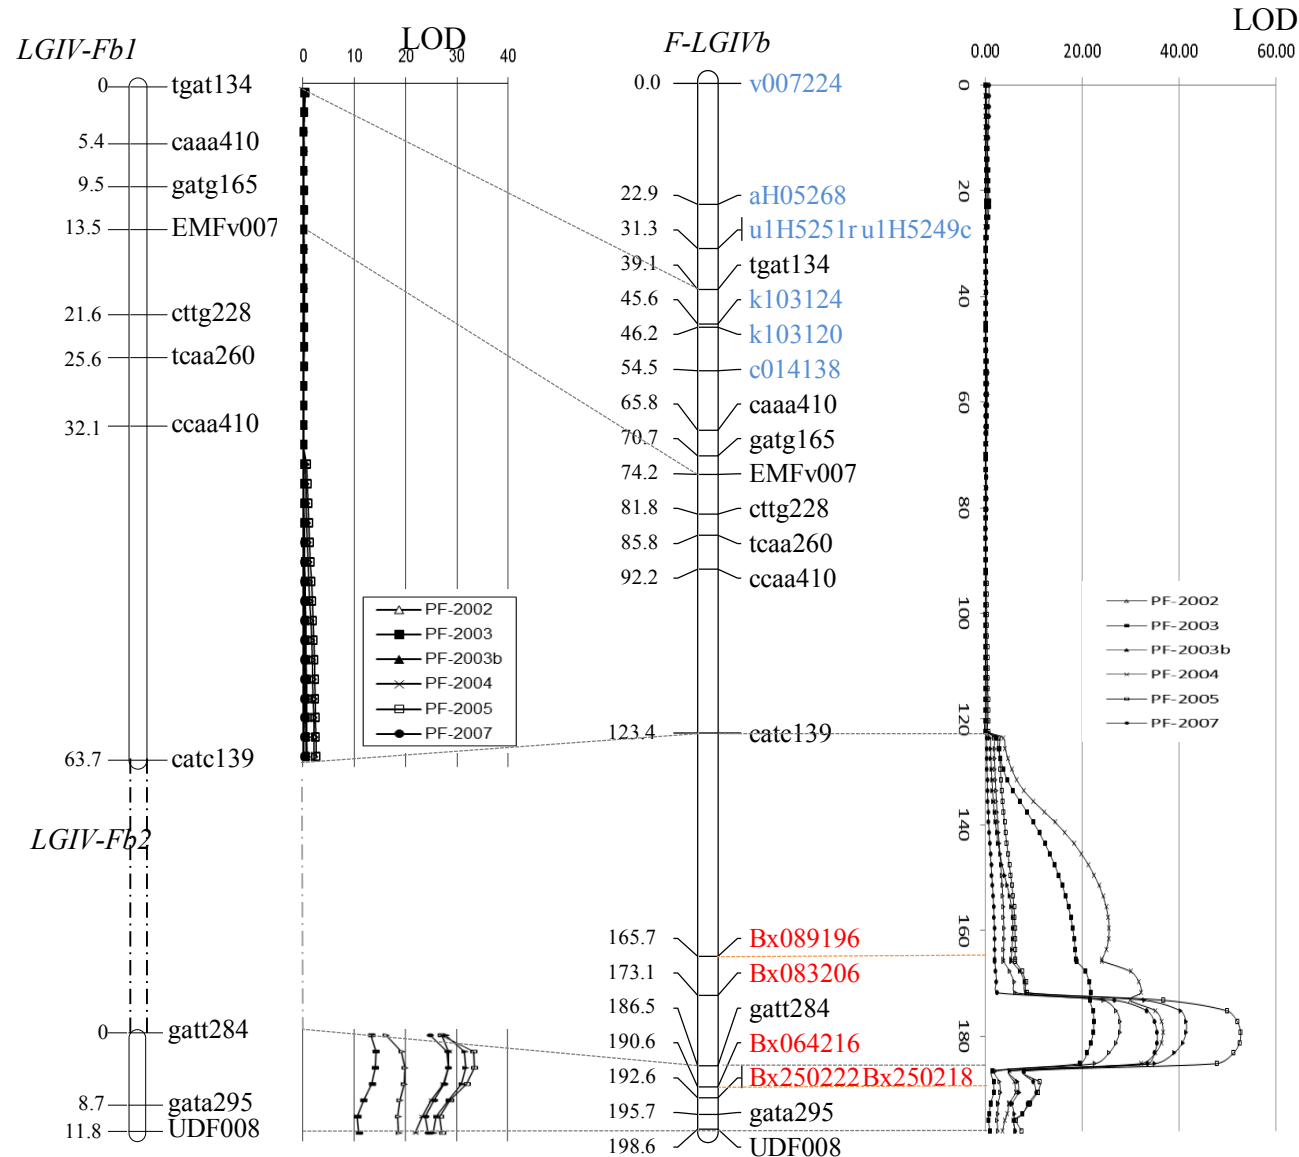 LGIV-Fb1
LOD
0 10 20 30 40
0 tgat134
5.4 caaa410
9.5 gatg165
13.5 EMFv007
21.6 cttg228
25.6 tcaa260
32.1 ccaa410
63.7 catc139
PF-2002
PF-2003
PF-2003b
PF-2004
PF-2005
PF-2007
LGIV-Fb2
0 gatt284
8.7 gata295
11.8 UDF008
F-LGIVb
0.0 v007224
22.9 aH05268
31.3 u1H5251r u1H5249c
39.1 tgat134
45.6 k103124
46.2 k103120
54.5 c014138
65.8 caaa410
70.7 gatg165
74.2 EMFv007
81.8 cttg228
85.8 tcaa260
92.2 ccaa410
123.4 catc139
165.7 Bx089196
173.1 Bx083206
186.5 gatt284
190.6 Bx064216
192.6 Bx250222 Bx250218
195.7 gata295
198.6 UDF008
LOD
0.00 20.00 40.00 60.00
0
20
40
60
80
100
120
140
160
180
PF-2002
PF-2003
PF-2003b
PF-2004
PF-2005
PF-2007